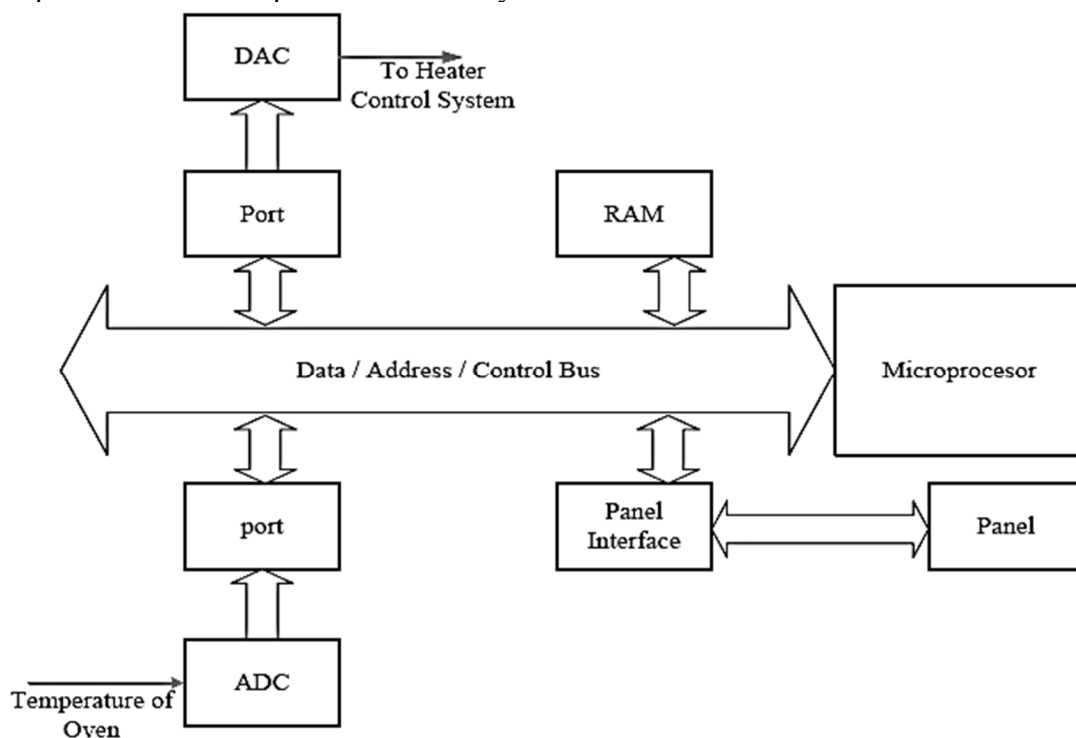 DAC
To Heater
Control System
Port
RAM
Data / Address / Control Bus
Microprocesor
port
Panel
Interface
Panel
ADC
Temperature of
Oven